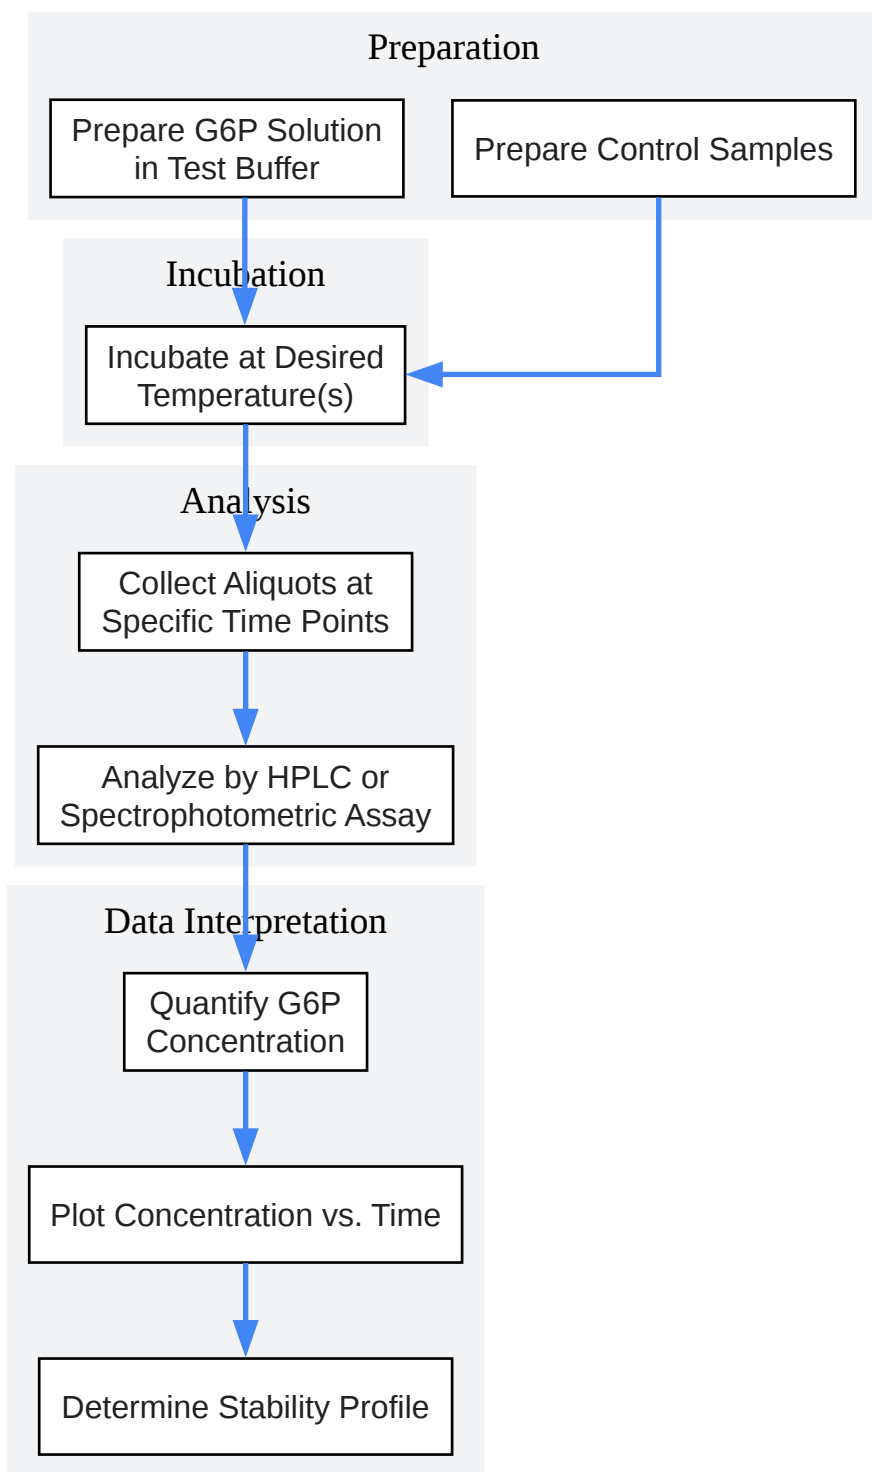 Preparation
Prepare G6P Solution
in Test Buffer
Prepare Control Samples
Incubation
Incubate at Desired
Temperature(s)
Analysis
Collect Aliquots at
Specific Time Points
Analyze by HPLC or
Spectrophotometric Assay
Data Interpretation
Quantify G6P
Concentration
Plot Concentration vs. Time
Determine Stability Profile